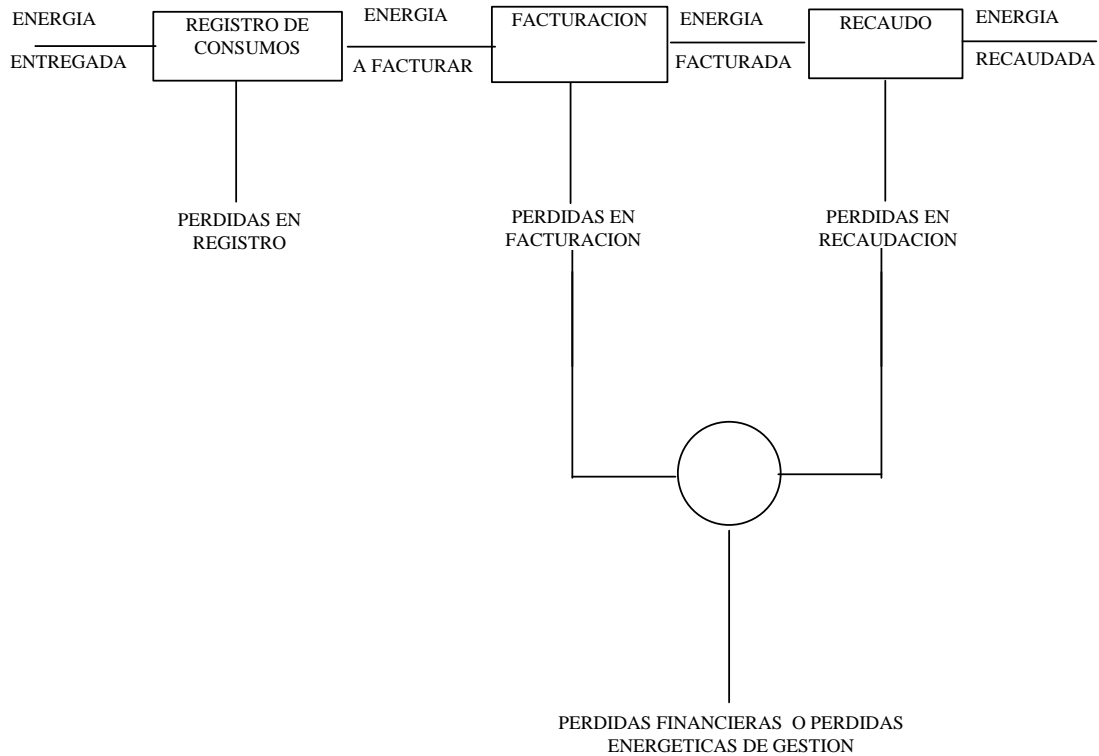 ENERGIA
ENTREGADA
REGISTRO DE
CONSUMOS
ENERGIA
A FACTURAR
FACTURACION
ENERGIA
FACTURADA
RECAUDO
ENERGIA
RECAUDADA
PERDIDAS EN
REGISTRO
PERDIDAS EN
FACTURACION
PERDIDAS EN
RECAUDACION
PERDIDAS FINANCIERAS O PERDIDAS
ENERGETICAS DE GESTION